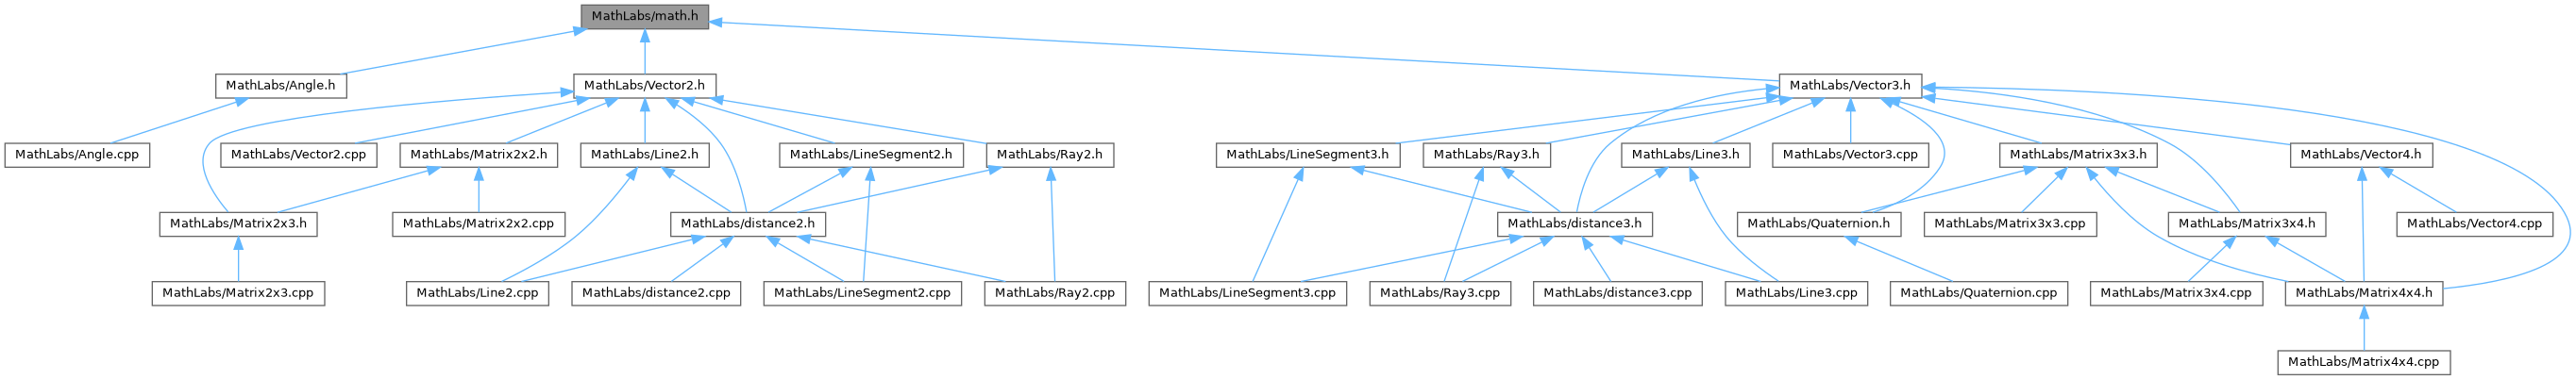 MathLabs/math.h
MathLabs/Angle.h
MathLabs/Vector2.h
MathLabs/Vector3.h
MathLabs/Angle.cpp
MathLabs/Vector2.cpp
MathLabs/Matrix2x2.h
MathLabs/Line2.h
MathLabs/LineSegment2.h
MathLabs/Ray2.h
MathLabs/LineSegment3.h
MathLabs/Ray3.h
MathLabs/Line3.h
MathLabs/Vector3.cpp
MathLabs/Matrix3x3.h
MathLabs/Vector4.h
MathLabs/Matrix2x3.h
MathLabs/Matrix2x2.cpp
MathLabs/distance2.h
MathLabs/distance3.h
MathLabs/Quaternion.h
MathLabs/Matrix3x3.cpp
MathLabs/Matrix3x4.h
MathLabs/Vector4.cpp
MathLabs/Matrix2x3.cpp
MathLabs/Line2.cpp
MathLabs/distance2.cpp
MathLabs/LineSegment2.cpp
MathLabs/Ray2.cpp
MathLabs/LineSegment3.cpp
MathLabs/Ray3.cpp
MathLabs/distance3.cpp
MathLabs/Line3.cpp
MathLabs/Quaternion.cpp
MathLabs/Matrix3x4.cpp
MathLabs/Matrix4x4.h
MathLabs/Matrix4x4.cpp